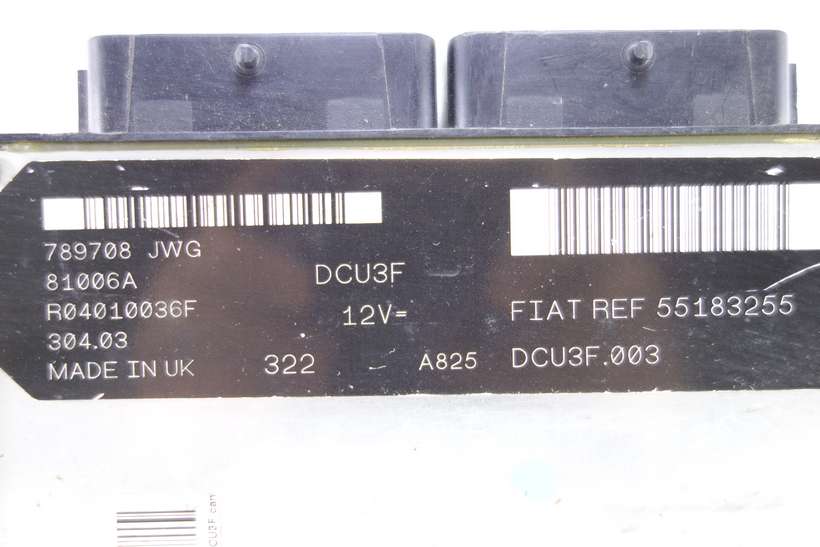 789708 JWG
81006A
R04010036F
304.03
MADE IN UK
322
DCU3F
12V=
A825
FIAT REF 55183255
DCU3F.003